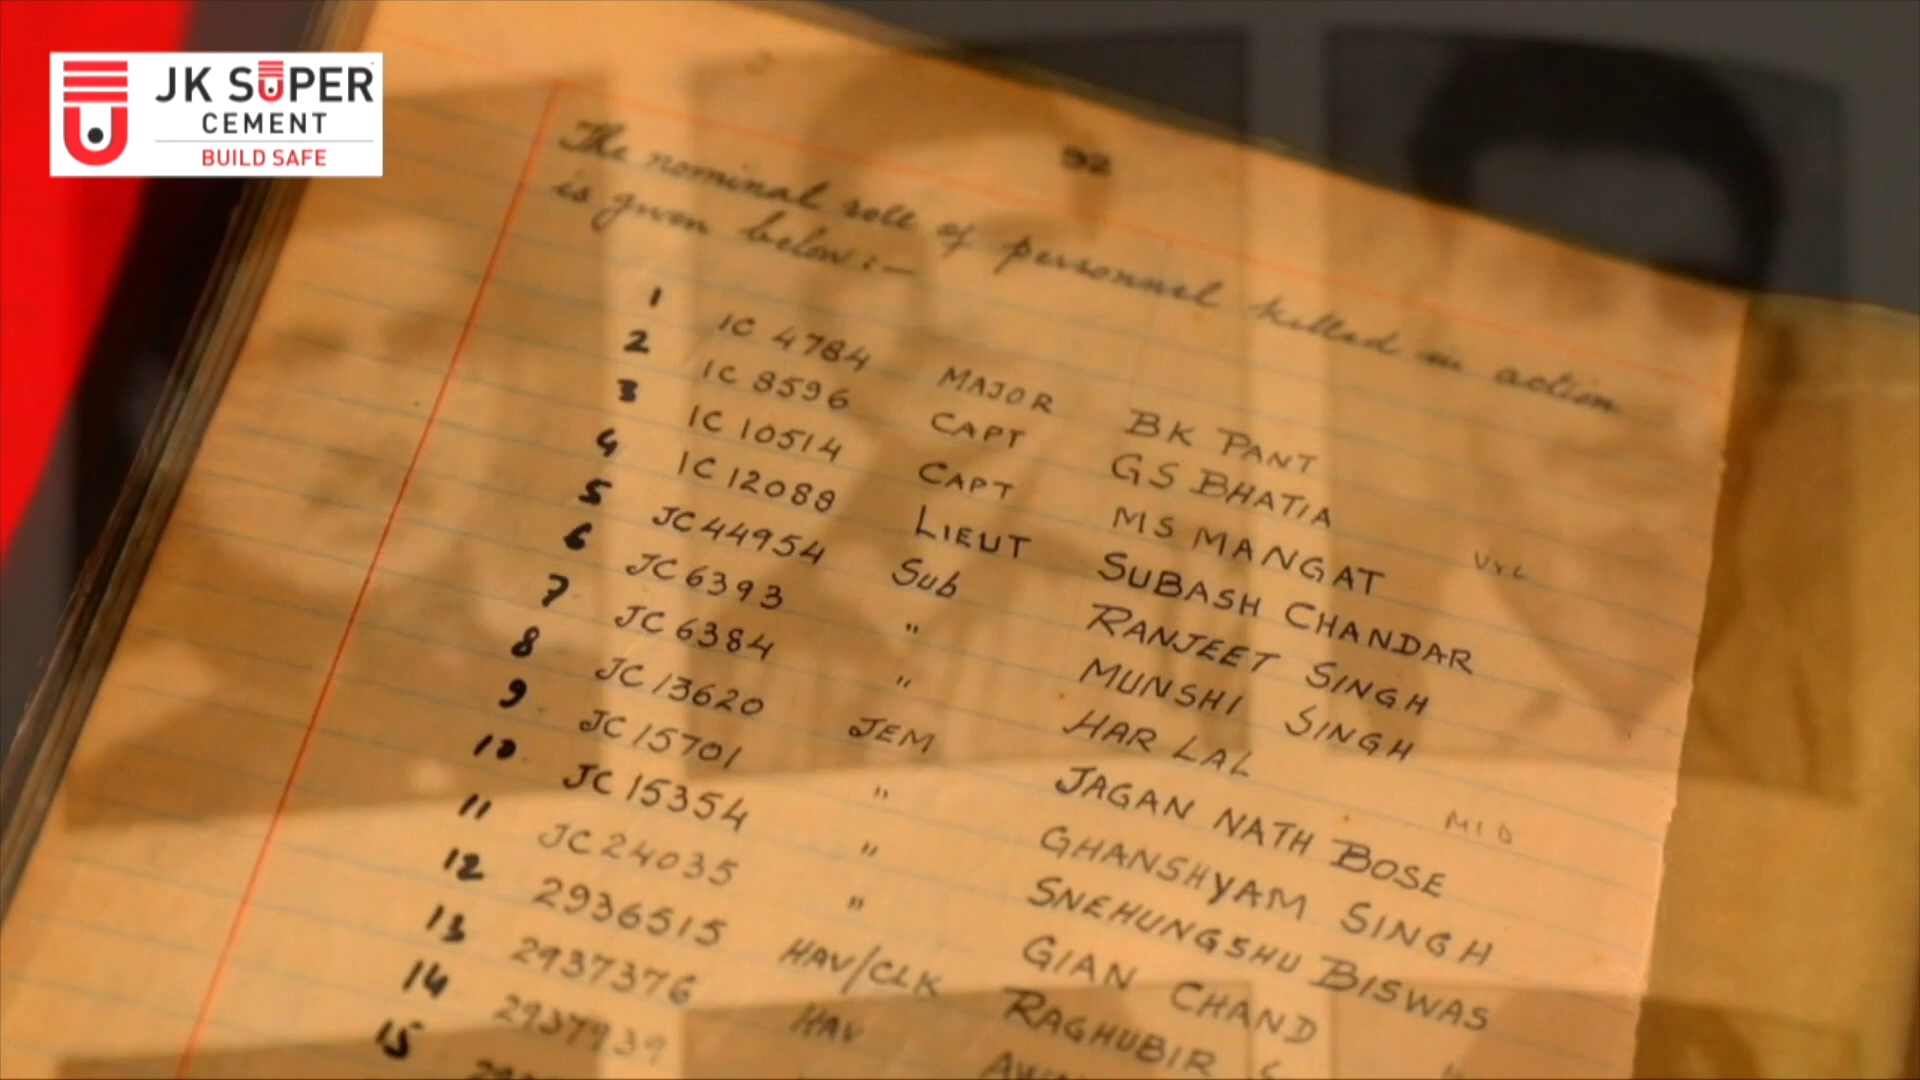 JK SUPER
CEMENT
BUILD SAFE
92
The nominal roll of personnel killed in action
is given below :-
1 IC 4784 MAJOR BK PANT
2 IC 8596 CAPT GS BHATIA VrC
3 IC 10514 CAPT MS MANGAT
4 IC 12088 LIEUT SUBASH CHANDAR
5 JC 44954 Sub RANJEET SINGH
6 JC 6393 " MUNSHI SINGH
7 JC 6384 " HAR LAL MID
8 JC 13620 JEM JAGAN NATH BOSE
9 JC 15701 " GHANSHYAM SINGH
10 JC 15354 " SNEHUNGSHU BISWAS
11 JC 24035 " GIAN CHAND
12 2936515 HAV/CLK RAGHUBIR
13 2937376 HAV
14 2937939
15